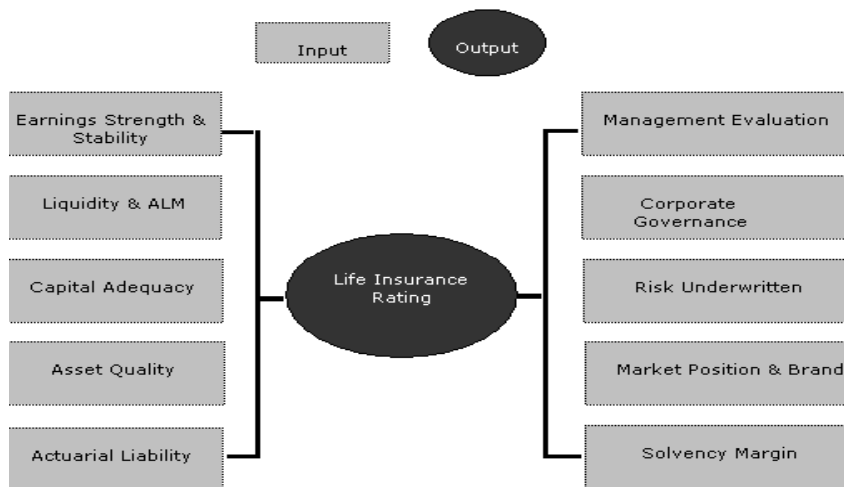 Input
Output
Earnings Strength &
Stability
Liquidity & ALM
Capital Adequacy
Asset Quality
Actuarial Liability
Life Insurance
Rating
Management Evaluation
Corporate
Governance
Risk Underwritten
Market Position & Brand
Solvency Margin